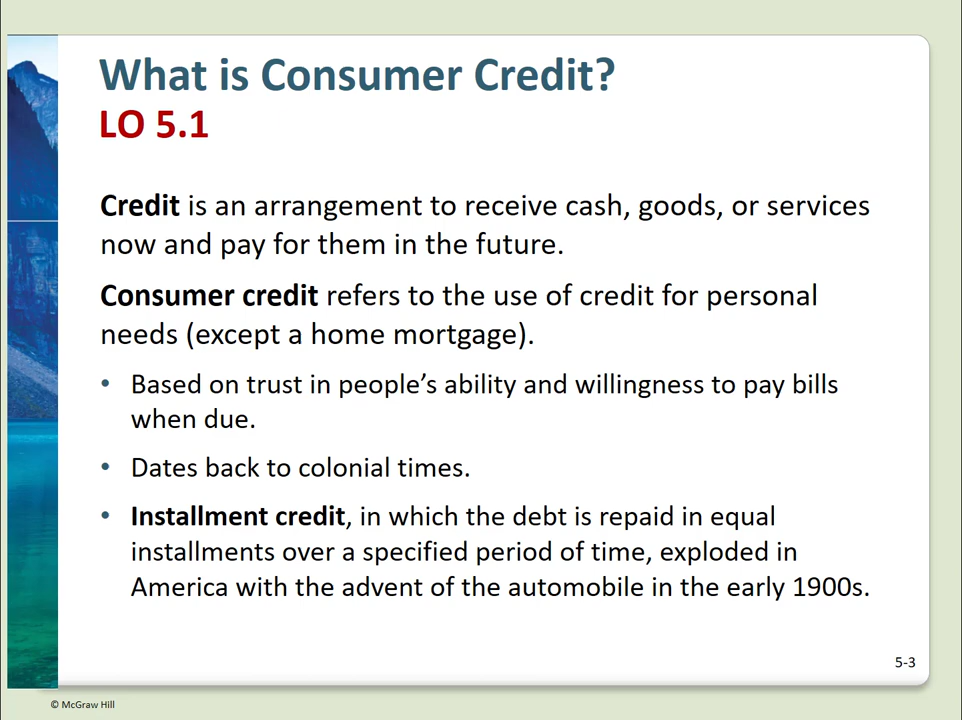 What is Consumer Credit?
LO 5.1
Credit is an arrangement to receive cash, goods, or services
now and pay for them in the future.
Consumer credit refers to the use of credit for personal
needs (except a home mortgage).
• Based on trust in people’s ability and willingness to pay bills
when due.
• Dates back to colonial times.
• Installment credit, in which the debt is repaid in equal
installments over a specified period of time, exploded in
America with the advent of the automobile in the early 1900s.
5-3
© McGraw Hill